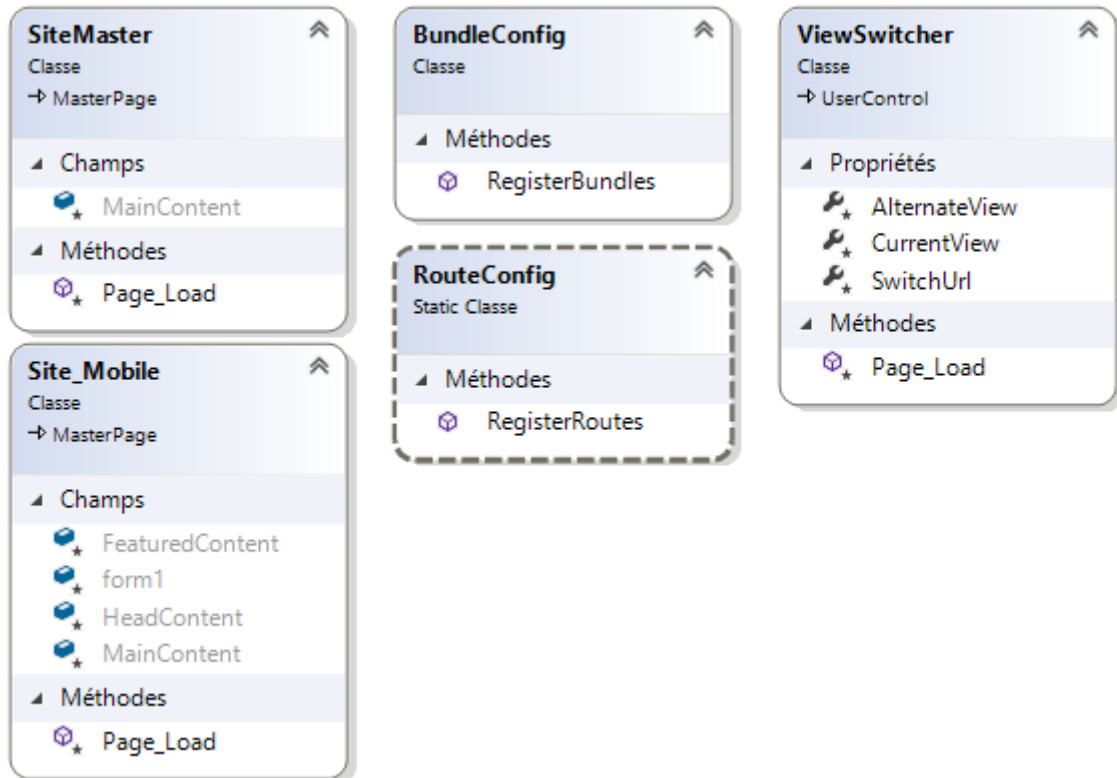 SiteMaster
Classe
MasterPage
Champs
MainContent
Méthodes
Page_Load
Site_Mobile
Classe
MasterPage
Champs
FeaturedContent
form1
HeadContent
MainContent
Méthodes
Page_Load
BundleConfig
Classe
Méthodes
RegisterBundles
RouteConfig
Static Classe
Méthodes
RegisterRoutes
ViewSwitcher
Classe
UserControl
Propriétés
AlternateView
CurrentView
SwitchUrl
Méthodes
Page_Load